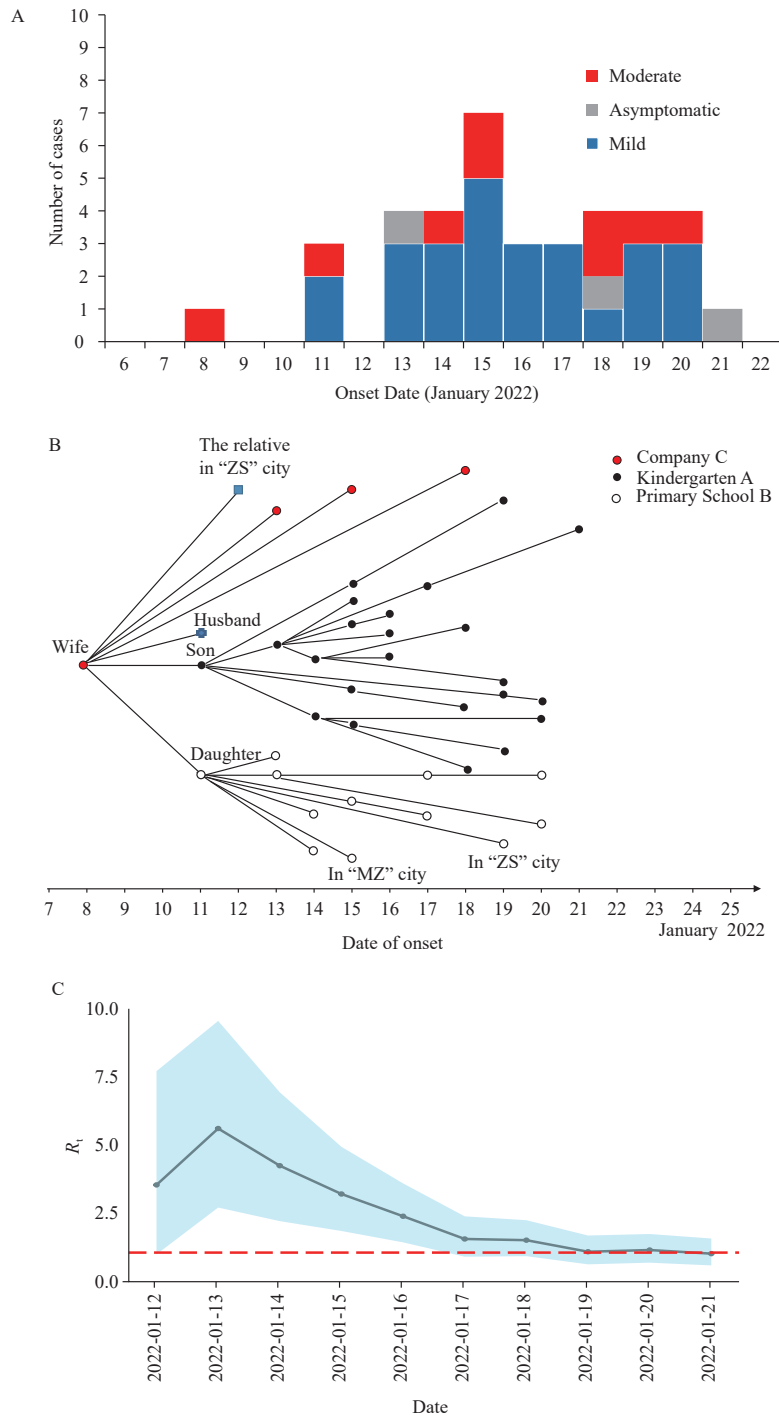 A
10
9
8
7
6
5
4
3
2
1
0
Number of cases
Moderate
Asymptomatic
Mild
6 7 8 9 10 11 12 13 14 15 16 17 18 19 20 21 22
Onset Date (January 2022)
B
The relative
in “ZS” city
Company C
Kindergarten A
Primary School B
Husband
Wife
Son
Daughter
In “ZS” city
In “MZ” city
7 8 9 10 11 12 13 14 15 16 17 18 19 20 21 22 23 24 25
January 2022
Date of onset
C
10.0
7.5
5.0
2.5
0.0
Rt
2022-01-12
2022-01-13
2022-01-14
2022-01-15
2022-01-16
2022-01-17
2022-01-18
2022-01-19
2022-01-20
2022-01-21
Date